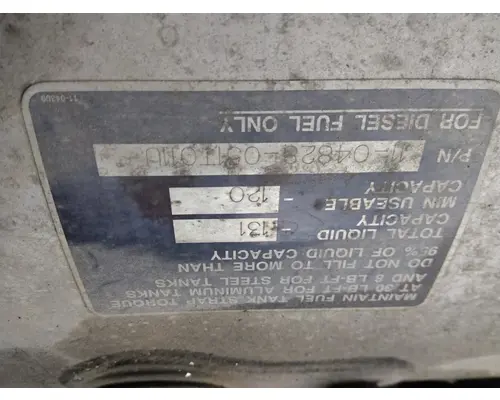 MAINTAIN FUEL TANK STRAP TORQUE
AT 30 LB-FT FOR ALUMINUM TANKS
AND 8 LB-FT FOR STEEL TANKS
DO NOT FILL TO MORE THAN
95% OF LIQUID CAPACITY
TOTAL LIQUID CAPACITY - 131
MIN USEABLE CAPACITY - 120
P/N
FOR DIESEL FUEL ONLY
11-04309